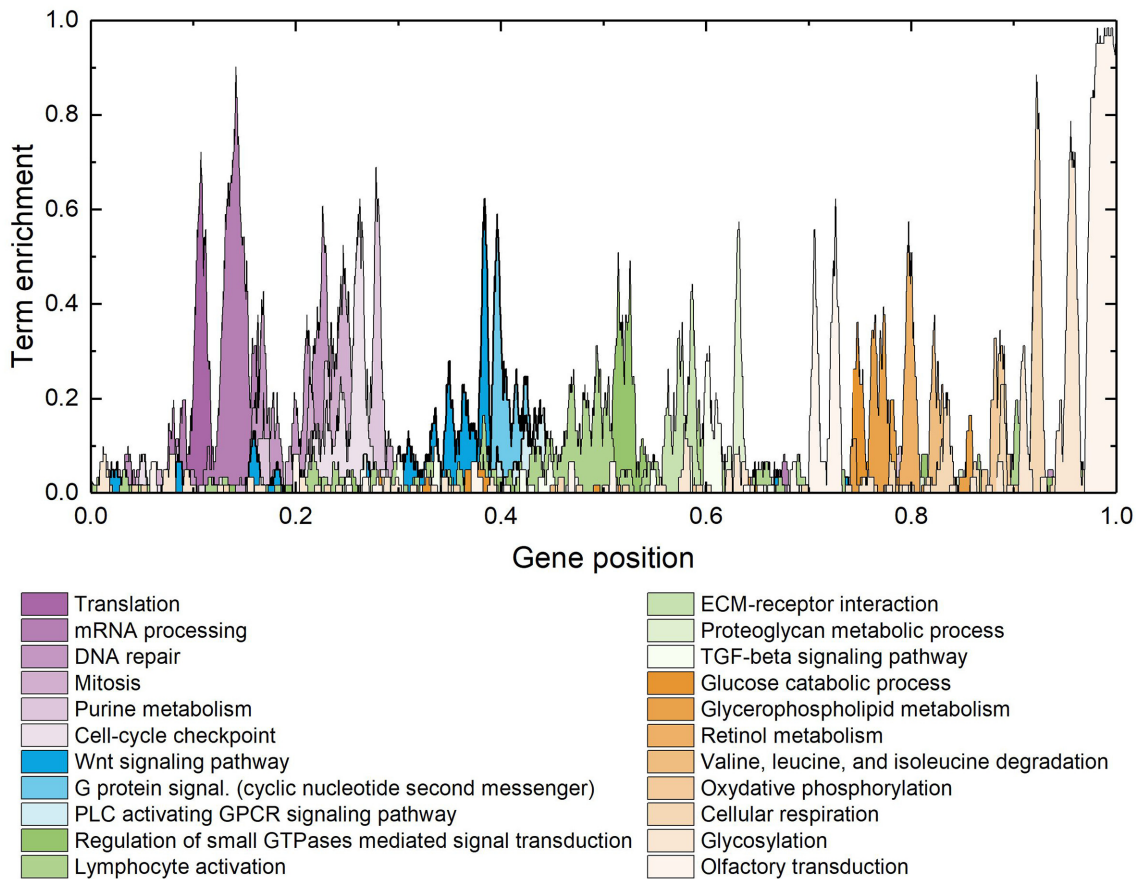 1.0
0.8
0.6
0.4
0.2
0.0
Term enrichment
0.0 0.2 0.4 0.6 0.8 1.0
Gene position
Translation
mRNA processing
DNA repair
Mitosis
Purine metabolism
Cell-cycle checkpoint
Wnt signaling pathway
G protein signal. (cyclic nucleotide second messenger)
PLC activating GPCR signaling pathway
Regulation of small GTPases mediated signal transduction
Lymphocyte activation
ECM-receptor interaction
Proteoglycan metabolic process
TGF-beta signaling pathway
Glucose catabolic process
Glycerophospholipid metabolism
Retinol metabolism
Valine, leucine, and isoleucine degradation
Oxydative phosphorylation
Cellular respiration
Glycosylation
Olfactory transduction